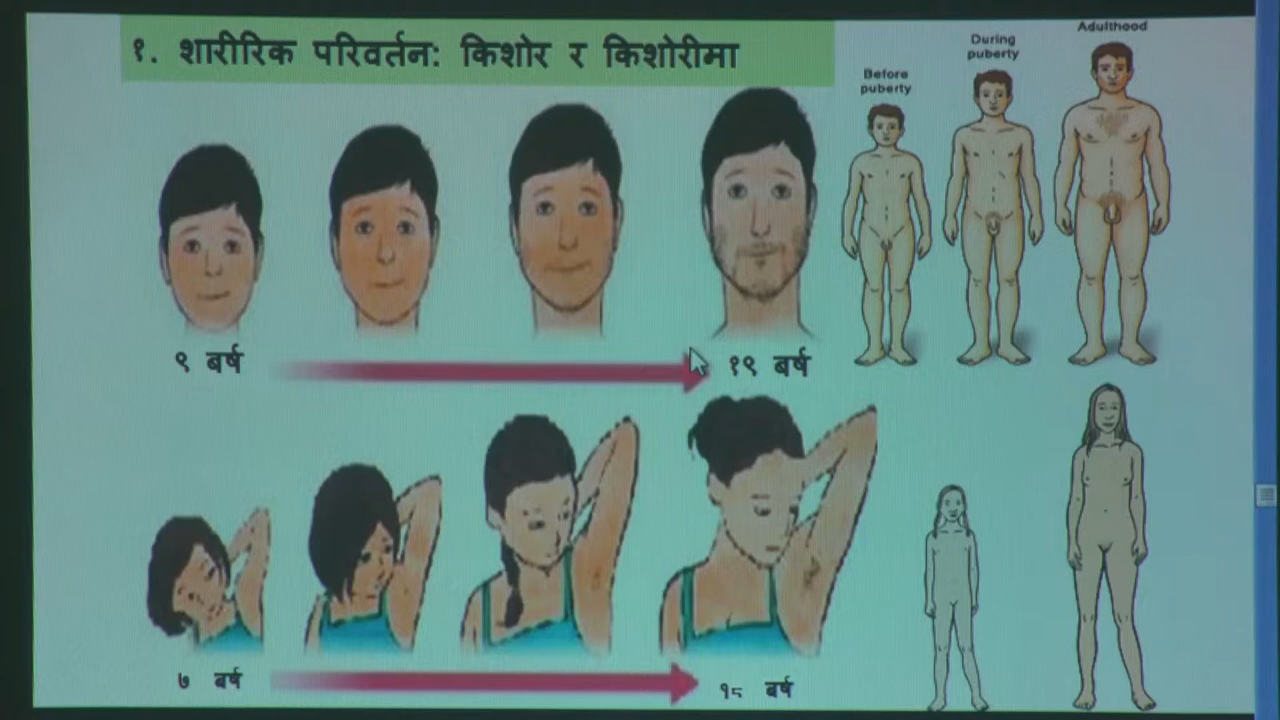 १. शारीरिक परिवर्तन: किशोर र किशोरीमा
Before
puberty
During
puberty
Adulthood
९ बर्ष
१९ बर्ष
७ बर्ष
१८ बर्ष